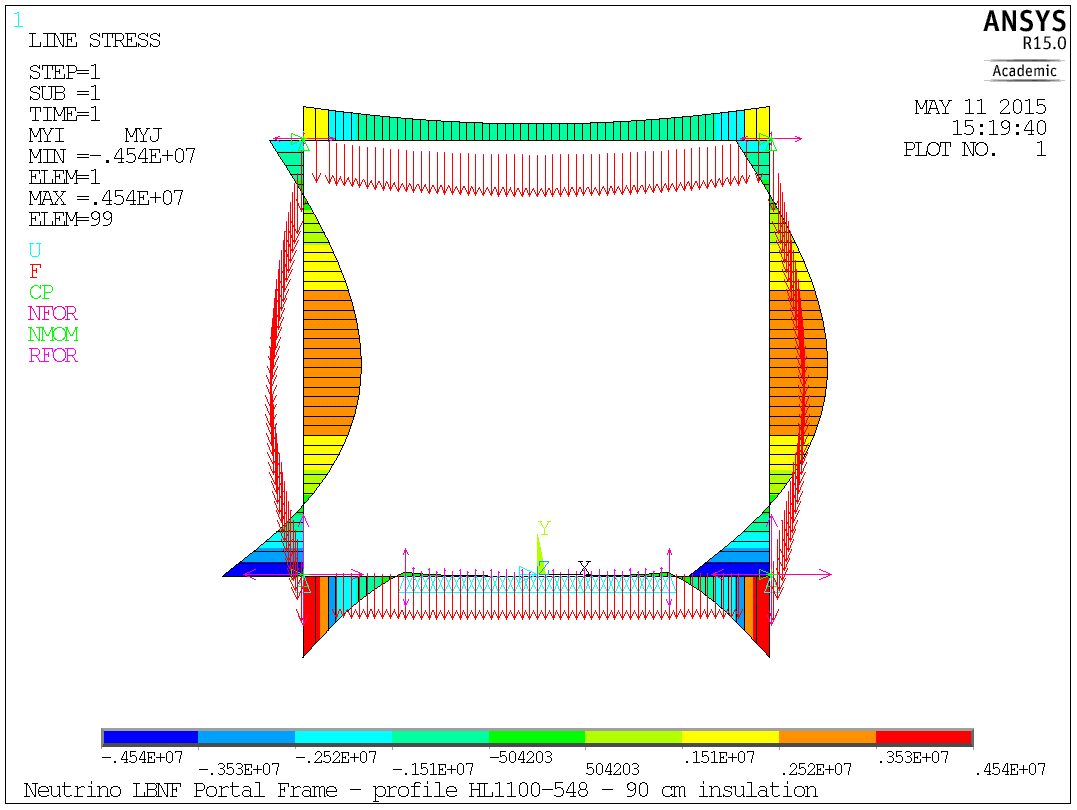 1
ANSYS
R15.0
Academic
LINE STRESS
STEP=1
SUB =1
TIME=1
MYI MYJ
MIN =-.454E+07
ELEM=1
MAX =.454E+07
ELEM=99
MAY 11 2015
15:19:40
PLOT NO. 1
U
F
CP
NFOR
NMOM
RFOR
Y
Z X
-.454E+07
-.353E+07
-.252E+07
-.151E+07
-504203
504203
.151E+07
.252E+07
.353E+07
.454E+07
Neutrino LBNF Portal Frame - profile HL1100-548 - 90 cm insulation